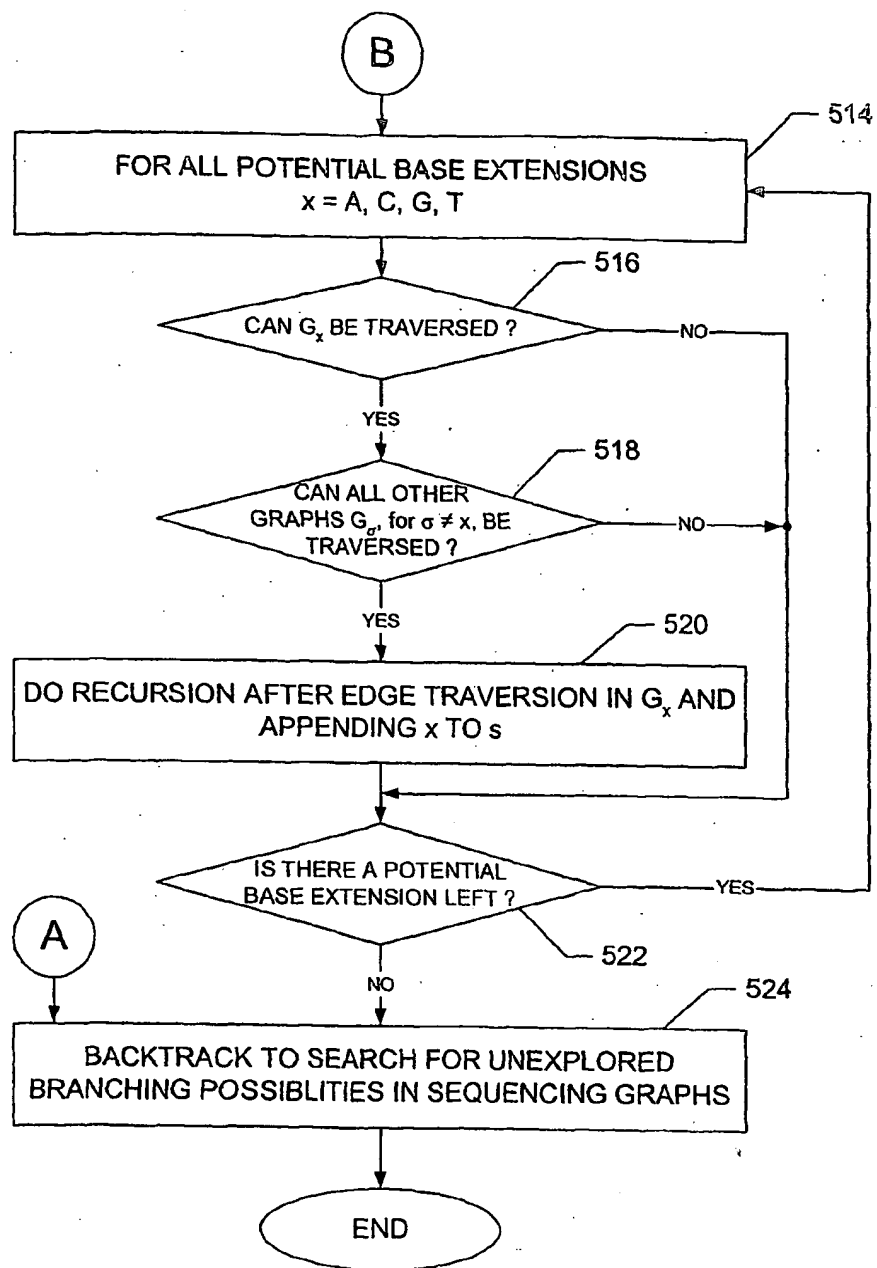 B
514
FOR ALL POTENTIAL BASE EXTENSIONS
x = A, C, G, T
516
CAN Gₓ BE TRAVERSED ?
NO
YES
518
CAN ALL OTHER
GRAPHS G_σ, for σ ≠ x, BE
TRAVERSED ?
NO
YES
520
DO RECURSION AFTER EDGE TRAVERSION IN Gₓ AND
APPENDING x TO s
IS THERE A POTENTIAL
BASE EXTENSION LEFT ?
YES
522
A
NO
524
BACKTRACK TO SEARCH FOR UNEXPLORED
BRANCHING POSSIBLITIES IN SEQUENCING GRAPHS
END